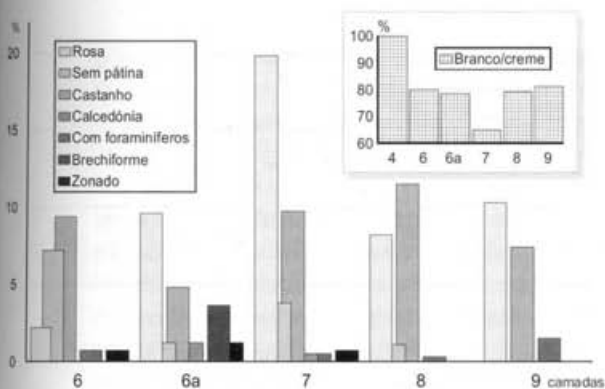 %
20
15
10
5
0
Rosa
Sem pátina
Castanho
Calcedónia
Com foraminíferos
Brechiforme
Zonado
%
100
90
80
70
60
Branco/creme
4 6 6a 7 8 9
6 6a 7 8 9 camadas